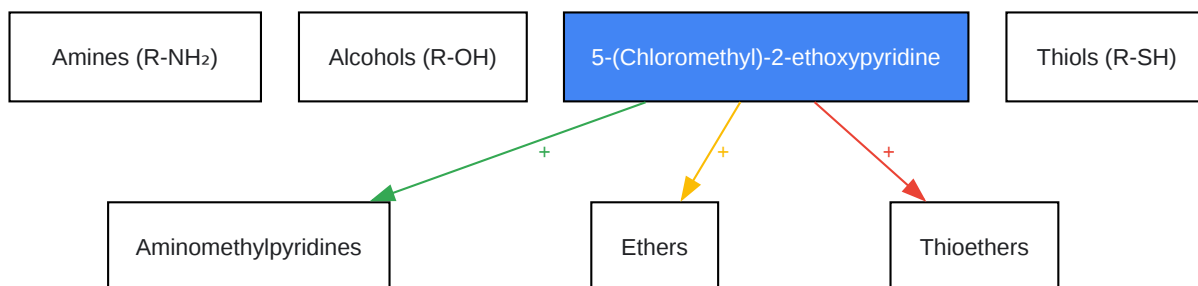 Amines (R-NH₂)
Alcohols (R-OH)
5-(Chloromethyl)-2-ethoxypyridine
Thiols (R-SH)
+
+
+
Aminomethylpyridines
Ethers
Thioethers